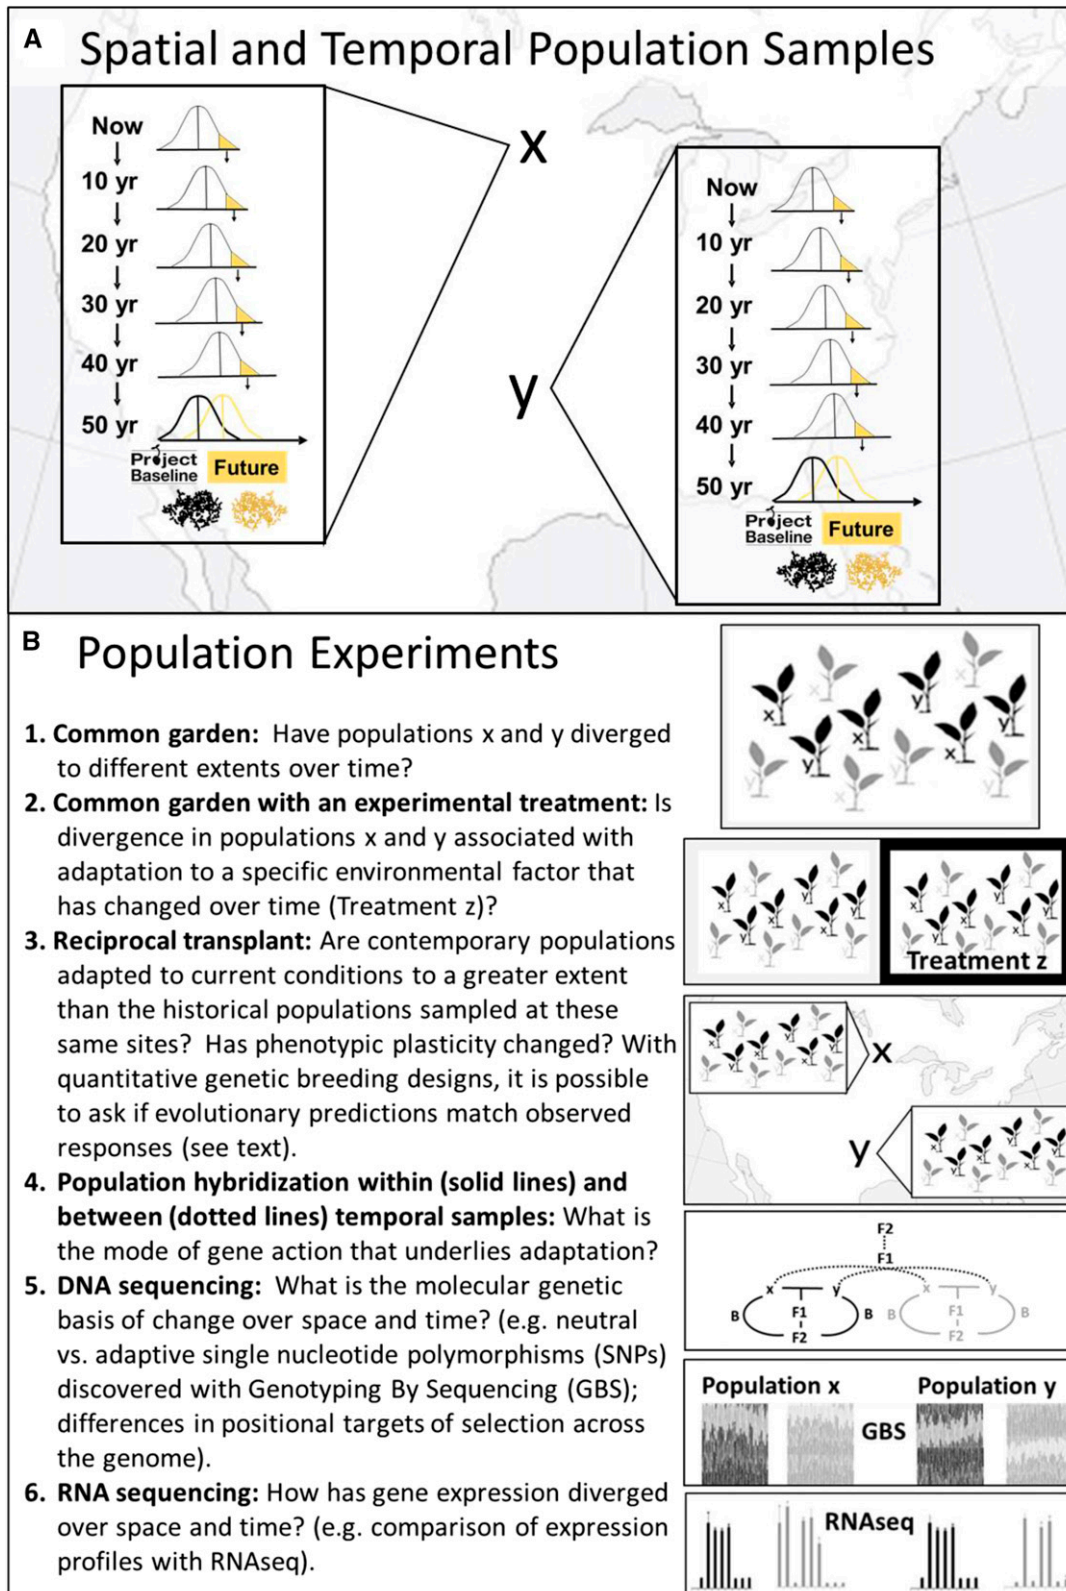 A
Spatial and Temporal Population Samples
Now
10 yr
20 yr
30 yr
40 yr
50 yr
Project
Baseline
Future
x
y
Now
10 yr
20 yr
30 yr
40 yr
50 yr
Project
Baseline
Future
B
Population Experiments
1. Common garden: Have populations x and y diverged
to different extents over time?
2. Common garden with an experimental treatment: Is
divergence in populations x and y associated with
adaptation to a specific environmental factor that
has changed over time (Treatment z)?
3. Reciprocal transplant: Are contemporary populations
adapted to current conditions to a greater extent
than the historical populations sampled at these
same sites? Has phenotypic plasticity changed? With
quantitative genetic breeding designs, it is possible
to ask if evolutionary predictions match observed
responses (see text).
4. Population hybridization within (solid lines) and
between (dotted lines) temporal samples: What is
the mode of gene action that underlies adaptation?
5. DNA sequencing: What is the molecular genetic
basis of change over space and time? (e.g. neutral
vs. adaptive single nucleotide polymorphisms (SNPs)
discovered with Genotyping By Sequencing (GBS);
differences in positional targets of selection across
the genome).
6. RNA sequencing: How has gene expression diverged
over space and time? (e.g. comparison of expression
profiles with RNAseq).
x y x y x y x y
x y
Treatment z
x
y
F2
F1
x y x y
B F1 B B F1 B
F2 F2
Population x Population y
GBS
RNAseq